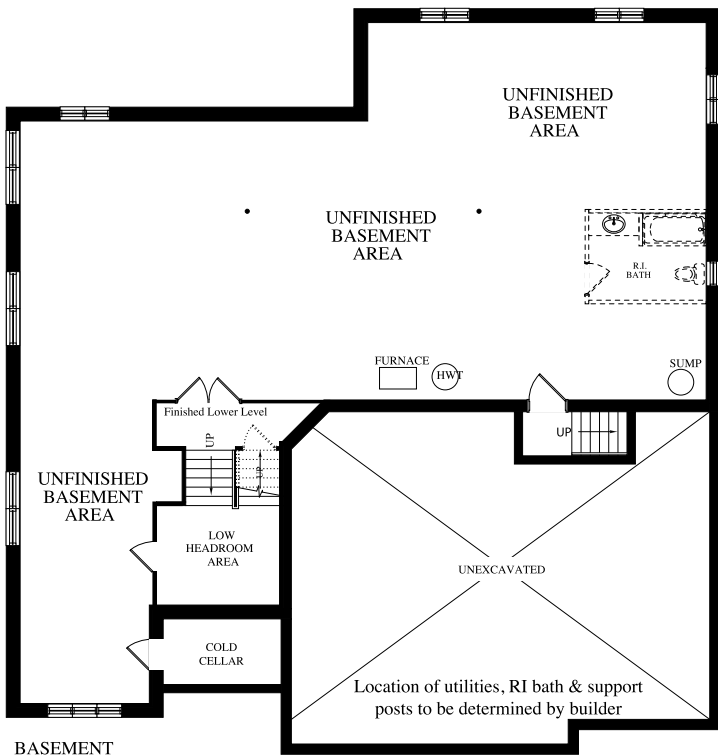 UNFINISHED
BASEMENT
AREA
UNFINISHED
BASEMENT
AREA
R.I.
BATH
FURNACE
HWT
SUMP
Finished Lower Level
UP
UP
UP
UNFINISHED
BASEMENT
AREA
LOW
HEADROOM
AREA
UNEXCAVATED
COLD
CELLAR
Location of utilities, RI bath & support
posts to be determined by builder
BASEMENT